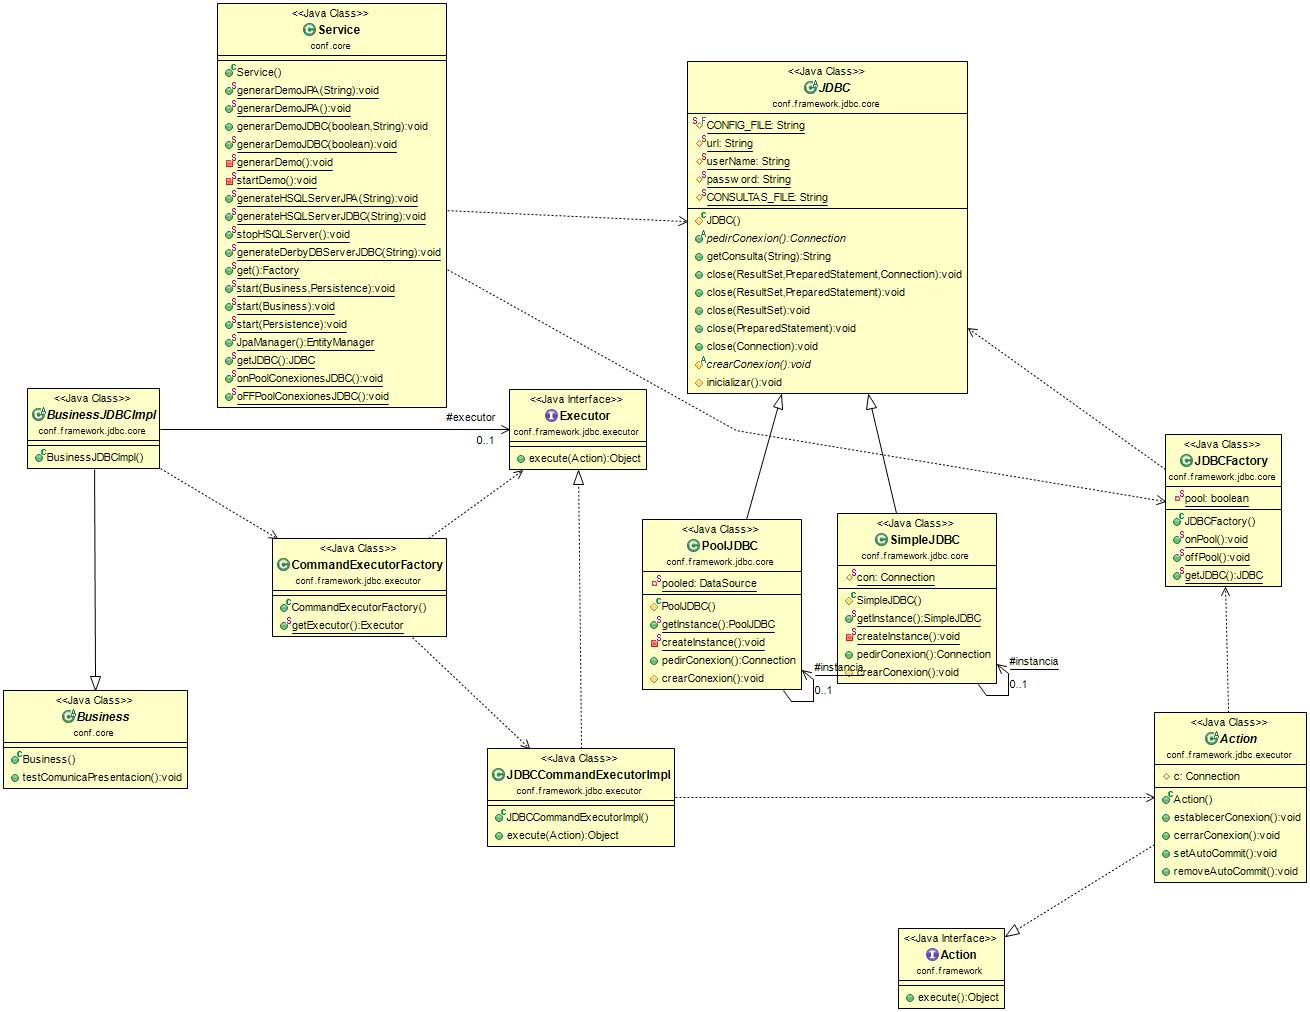 <<Java Class>>
Service
conf.core
Service()
generarDemoJPA(String):void
generarDemoJPA():void
generarDemoJDBC(boolean,String):void
generarDemoJDBC(boolean):void
generarDemo():void
startDemo():void
generateHSQLServerJPA(String):void
generateHSQLServerJDBC(String):void
stopHSQLServer():void
generateDerbyDBServerJDBC(String):void
get():Factory
start(Business,Persistence):void
start(Business):void
start(Persistence):void
JpaManager():EntityManager
getJDBC():JDBC
onPoolConexionesJDBC():void
oFFPoolConexionesJDBC():void
<<Java Class>>
JDBC
conf.framework.jdbc.core
CONFIG_FILE: String
url: String
userName: String
password: String
CONSULTAS_FILE: String
JDBC()
pedirConexion():Connection
getConsulta(String):String
close(ResultSet,PreparedStatement,Connection):void
close(ResultSet,PreparedStatement):void
close(ResultSet):void
close(PreparedStatement):void
close(Connection):void
crearConexion():void
inicializar():void
<<Java Class>>
BusinessJDBCImpl
conf.framework.jdbc.core
BusinessJDBCImpl()
#executor
0..1
<<Java Interface>>
Executor
conf.framework.jdbc.executor
execute(Action):Object
<<Java Class>>
JDBCFactory
conf.framework.jdbc.core
pool: boolean
JDBCFactory()
onPool():void
offPool():void
getJDBC():JDBC
<<Java Class>>
CommandExecutorFactory
conf.framework.jdbc.executor
CommandExecutorFactory()
getExecutor():Executor
<<Java Class>>
PoolJDBC
conf.framework.jdbc.core
pooled: DataSource
PoolJDBC()
getInstance():PoolJDBC
createInstance():void
pedirConexion():Connection
crearConexion():void
#instancia
0..1
<<Java Class>>
SimpleJDBC
conf.framework.jdbc.core
con: Connection
SimpleJDBC()
getInstance():SimpleJDBC
createInstance():void
pedirConexion():Connection
crearConexion():void
#instancia
0..1
<<Java Class>>
Business
conf.core
Business()
testComunicaPresentacion():void
<<Java Class>>
JDBCCommandExecutorImpl
conf.framework.jdbc.executor
JDBCCommandExecutorImpl()
execute(Action):Object
<<Java Class>>
Action
conf.framework.jdbc.executor
c: Connection
Action()
establecerConexion():void
cerrarConexion():void
setAutoCommit():void
removeAutoCommit():void
<<Java Interface>>
Action
conf.framework
execute():Object